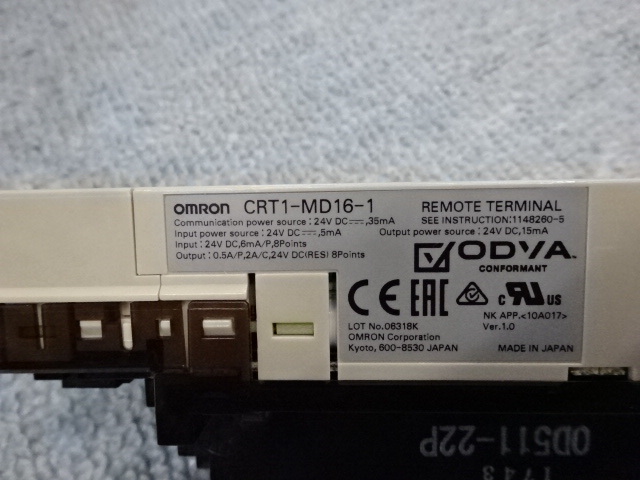 OMRON CRT1-MD16-1 REMOTE TERMINAL
Communication power source : 24V DC⎓,35mA SEE INSTRUCTION:1148260-5
Input power source : 24V DC⎓,5mA Output power source : 24V DC,15mA
Input : 24V DC,6mA/P,8Points
Output : 0.5A/P,2A/C,24V DC(RES) 8Points
ODVA
CONFORMANT
CE EAC c RU us
LOT No.06318K NK APP.<10A017>
OMRON Corporation Ver.1.0
Kyoto, 600-8530 JAPAN MADE IN JAPAN
OD511-22P
1743